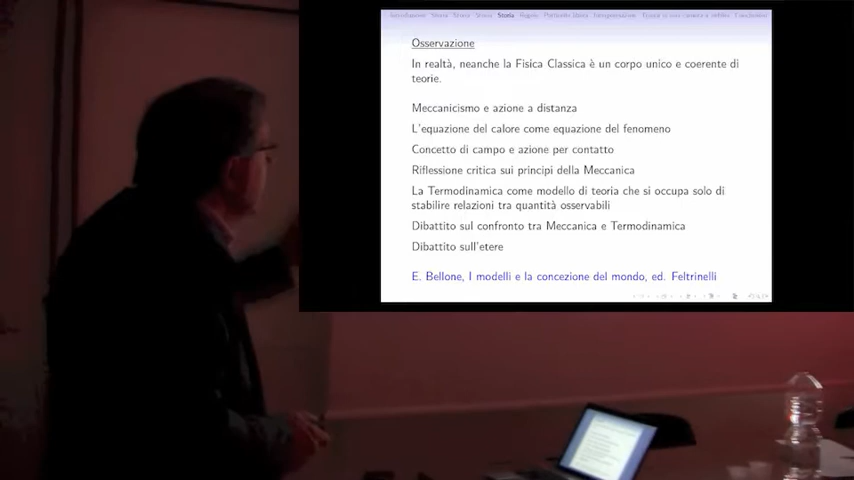 Storia
Osservazione
In realtà, neanche la Fisica Classica è un corpo unico e coerente di
teorie.
Meccanicismo e azione a distanza
L'equazione del calore come equazione del fenomeno
Concetto di campo e azione per contatto
Riflessione critica sui principi della Meccanica
La Termodinamica come modello di teoria che si occupa solo di
stabilire relazioni tra quantità osservabili
Dibattito sul confronto tra Meccanica e Termodinamica
Dibattito sull'etere
E. Bellone, I modelli e la concezione del mondo, ed. Feltrinelli